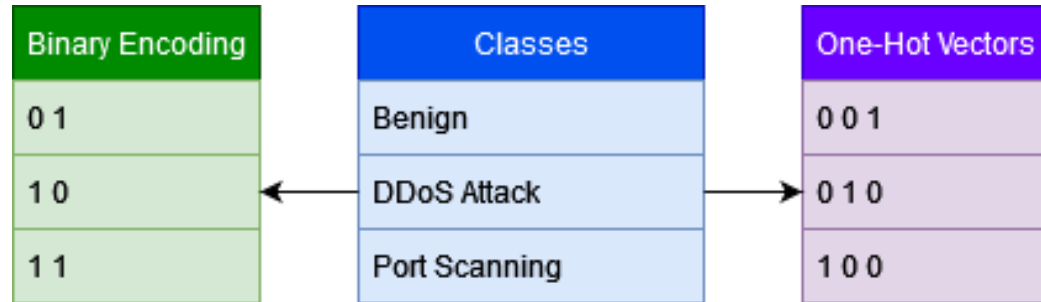 Binary Encoding
0 1
1 0
1 1
Classes
Benign
DDoS Attack
Port Scanning
One-Hot Vectors
0 0 1
0 1 0
1 0 0